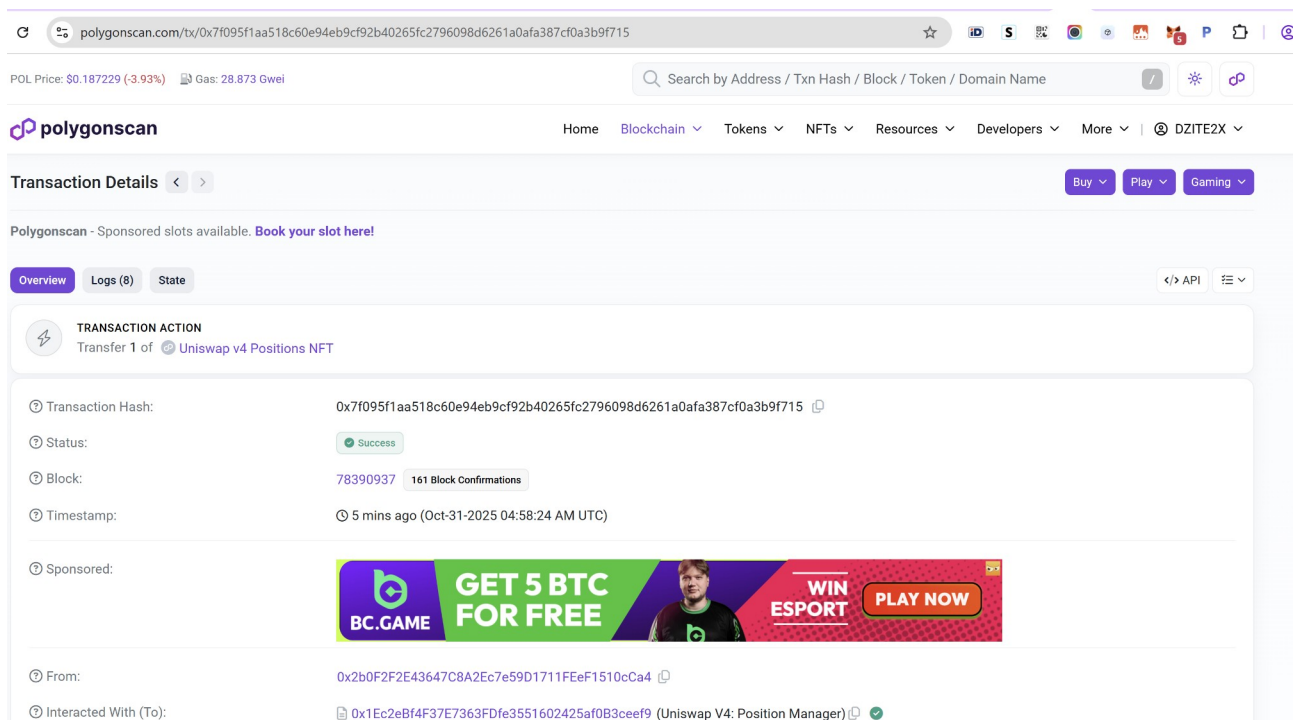 polygonscan.com/tx/0x7f095f1aa518c60e94eb9cf92b40265fc2796098d6261a0afa387cf0a3b9f715
iD S P 5
POL Price: $0.187229 (-3.93%) Gas: 28.873 Gwei
Search by Address / Txn Hash / Block / Token / Domain Name /
polygonscan
Home Blockchain Tokens NFTs Resources Developers More | DZITE2X
Transaction Details < >
Buy Play Gaming
Polygonscan - Sponsored slots available. Book your slot here!
Overview Logs (8) State
</> API
TRANSACTION ACTION
Transfer 1 of Uniswap v4 Positions NFT
Transaction Hash: 0x7f095f1aa518c60e94eb9cf92b40265fc2796098d6261a0afa387cf0a3b9f715
Status: Success
Block: 78390937 161 Block Confirmations
Timestamp: 5 mins ago (Oct-31-2025 04:58:24 AM UTC)
Sponsored:
BC.GAME
GET 5 BTC
FOR FREE
WIN
ESPORT
PLAY NOW
From: 0x2b0F2F2E43647C8A2Ec7e59D1711FEeF1510cCa4
Interacted With (To): 0x1Ec2eBf4F37E7363FDfe3551602425af0B3ceef9 (Uniswap V4: Position Manager)